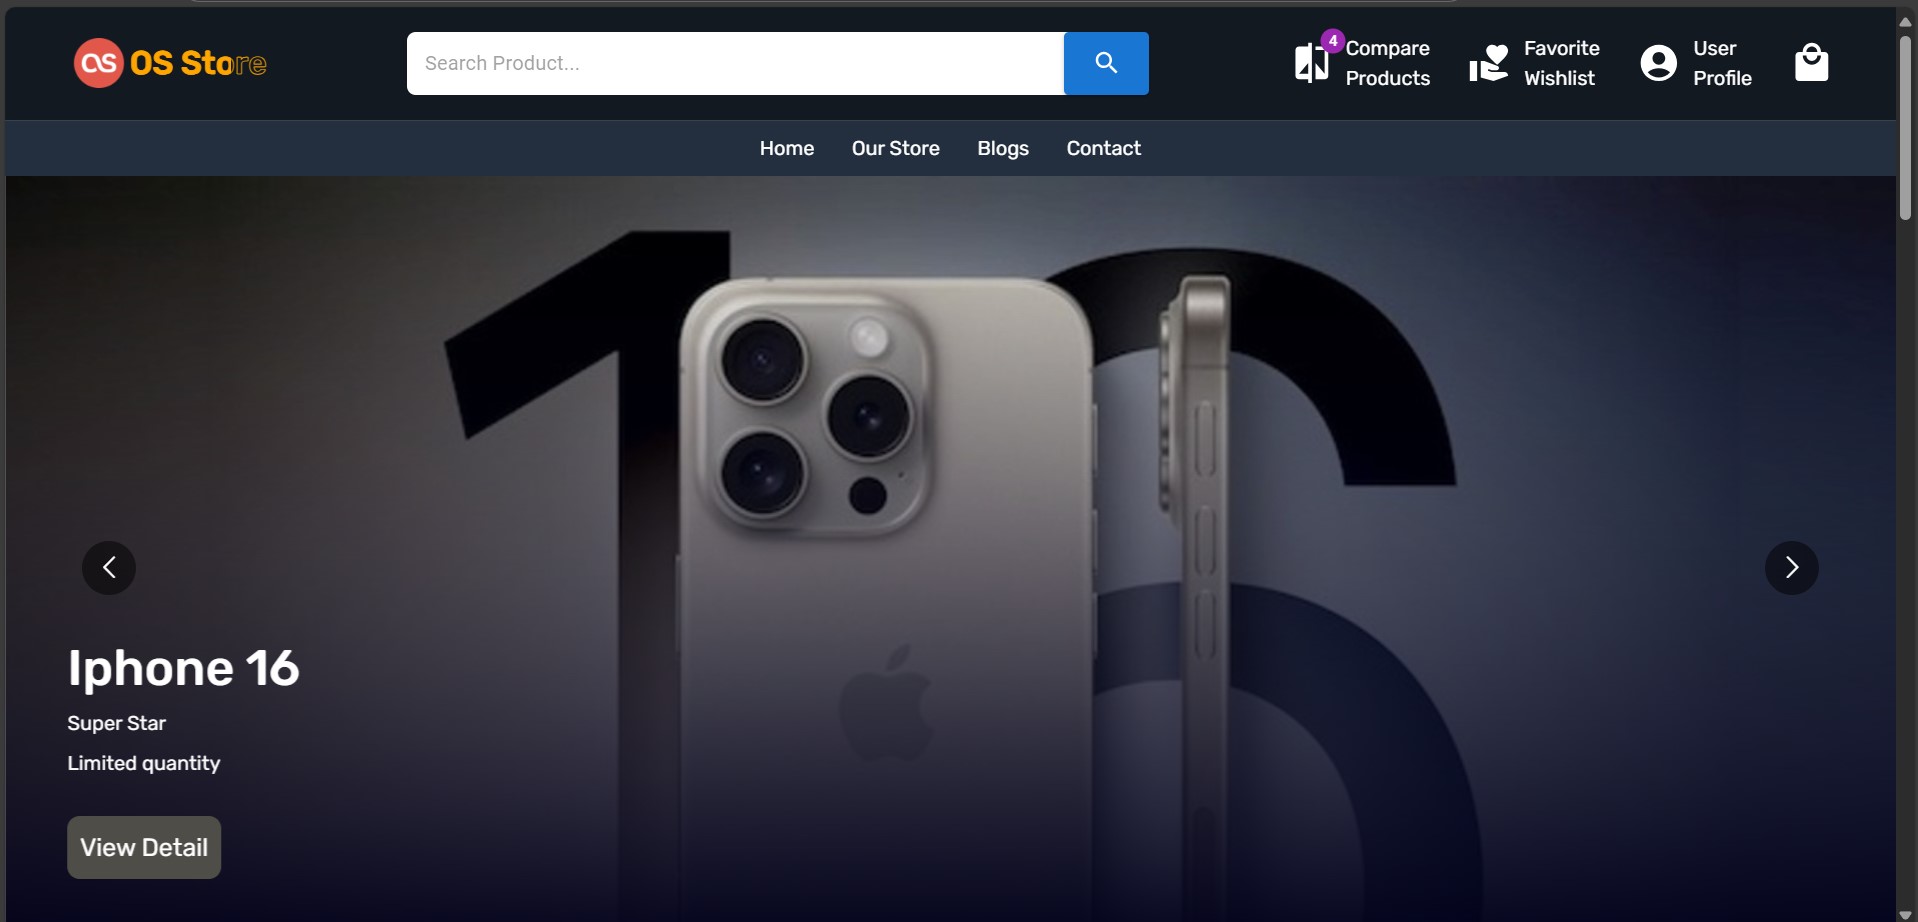 OS OS Store
Search Product...
4
Compare
Products
Favorite
Wishlist
User
Profile
Home Our Store Blogs Contact
16
Iphone 16
Super Star
Limited quantity
View Detail